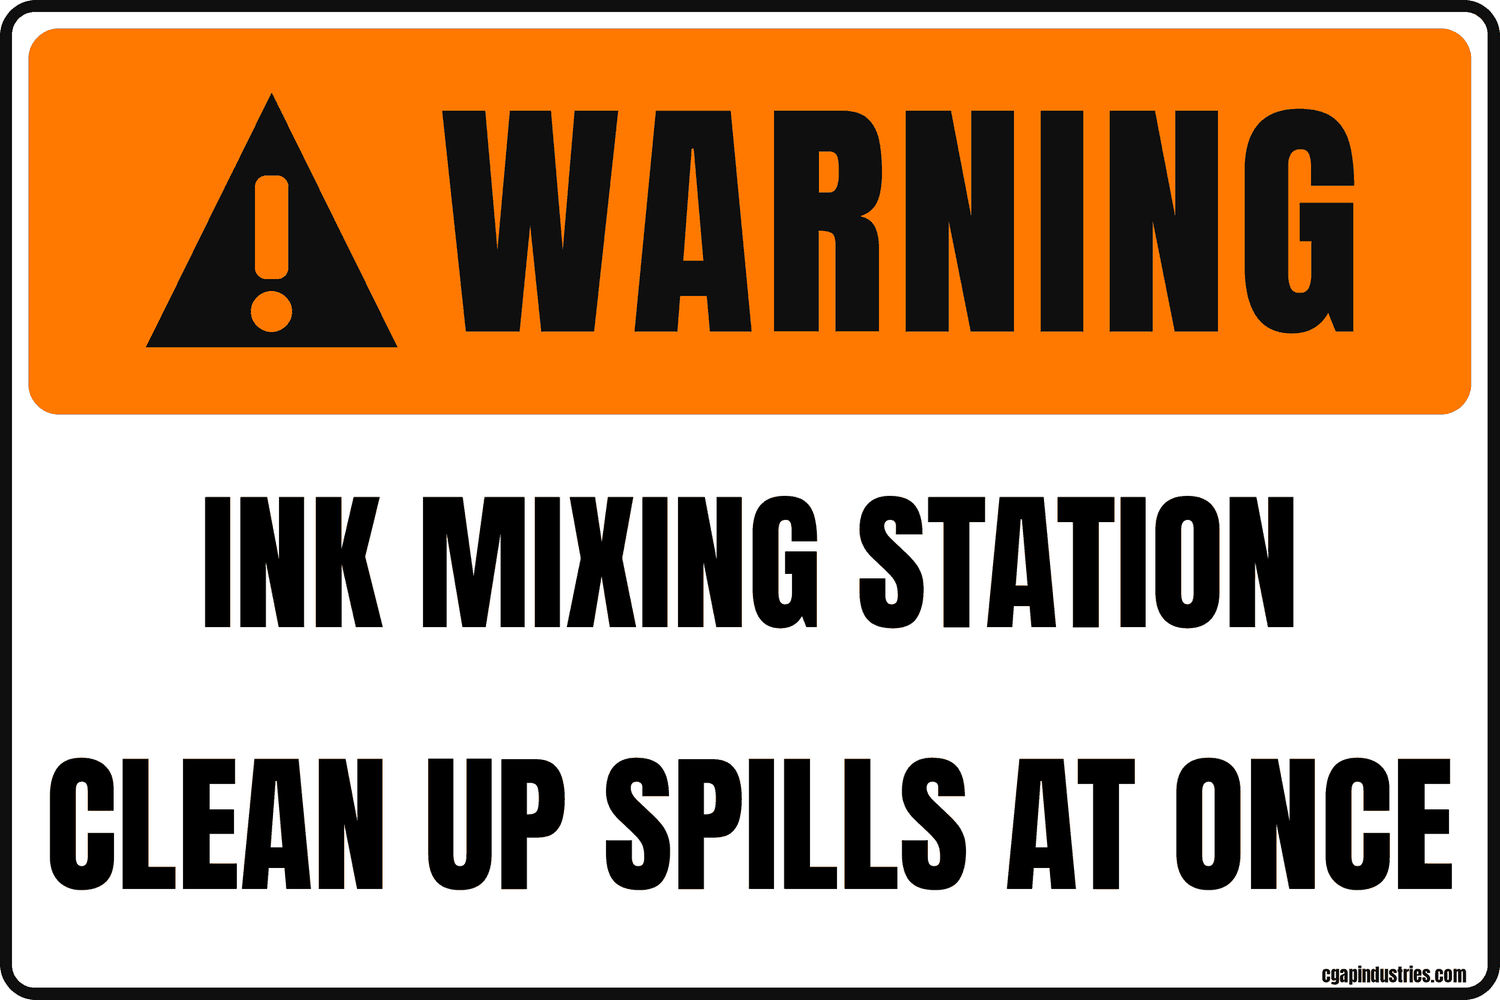 WARNING
INK MIXING STATION
CLEAN UP SPILLS AT ONCE
cgapindustries.com